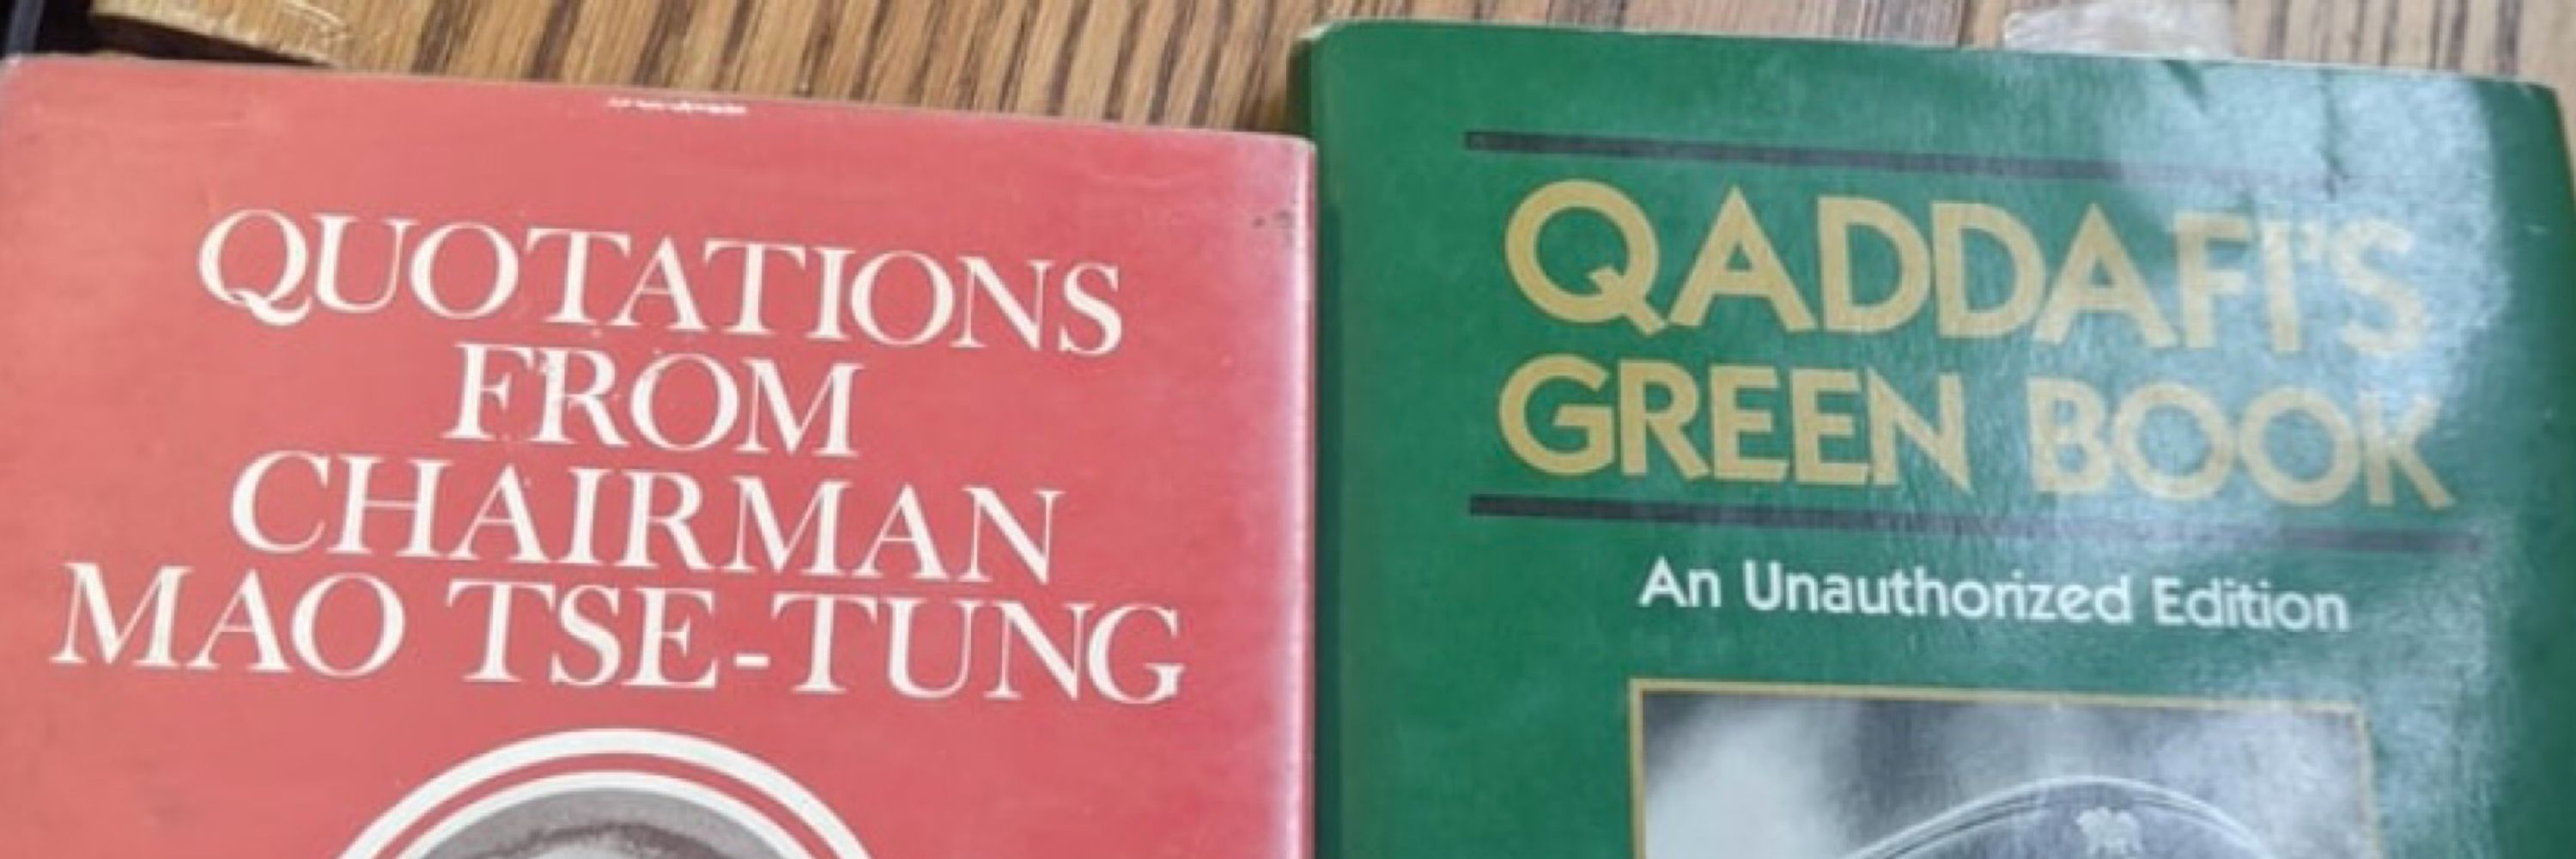 QUOTATIONS
FROM
CHAIRMAN
MAO TSE-TUNG
QADDAFI'S
GREEN BOOK
An Unauthorized Edition